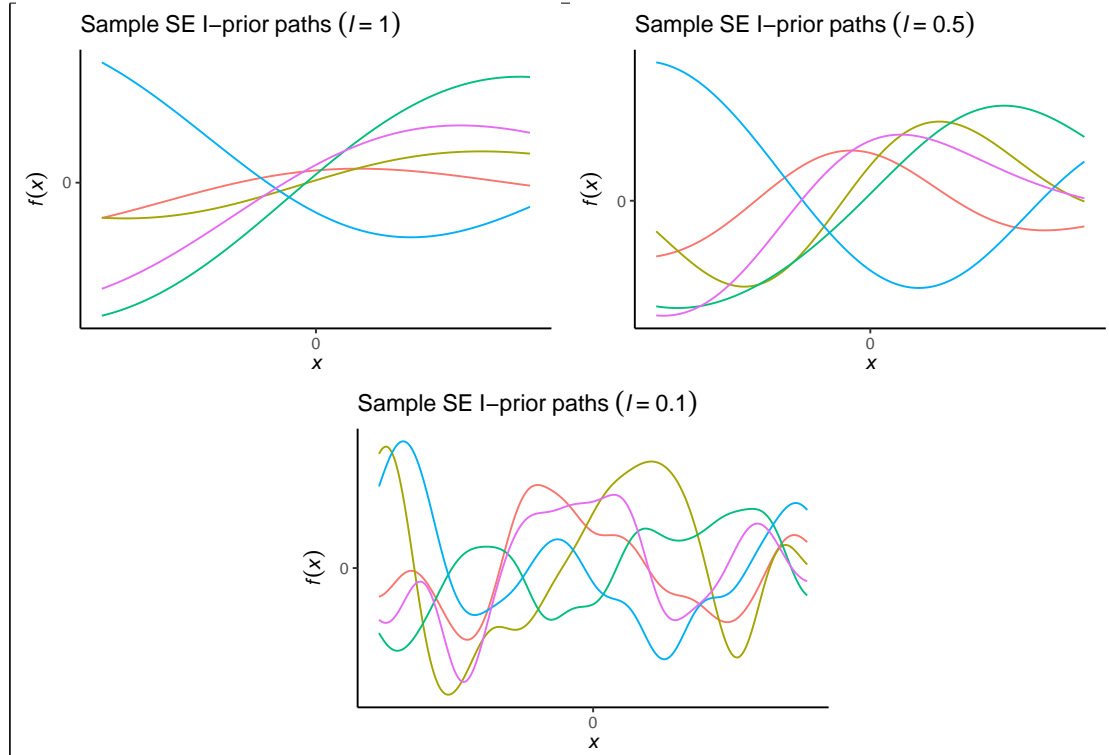 Sample SE I−prior paths (l = 1)
f(x)
0
0
x
Sample SE I−prior paths (l = 0.5)
f(x)
0
0
x
Sample SE I−prior paths (l = 0.1)
f(x)
0
0
x